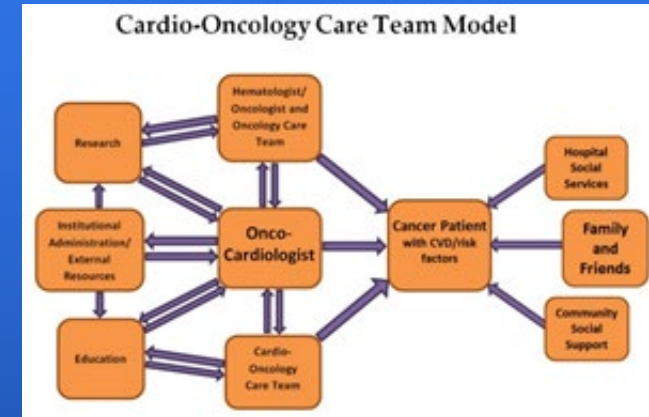 Cardio-Oncology Care Team Model
Hematologist/
Oncologist and
Oncology Care
Team
Research
Institutional
Administration/
External
Resources
Onco-
Cardiologist
Education
Cardio-
Oncology
Care Team
Cancer Patient
with CVD/risk
factors
Hospital
Social
Services
Family
and
Friends
Community
Social
Support